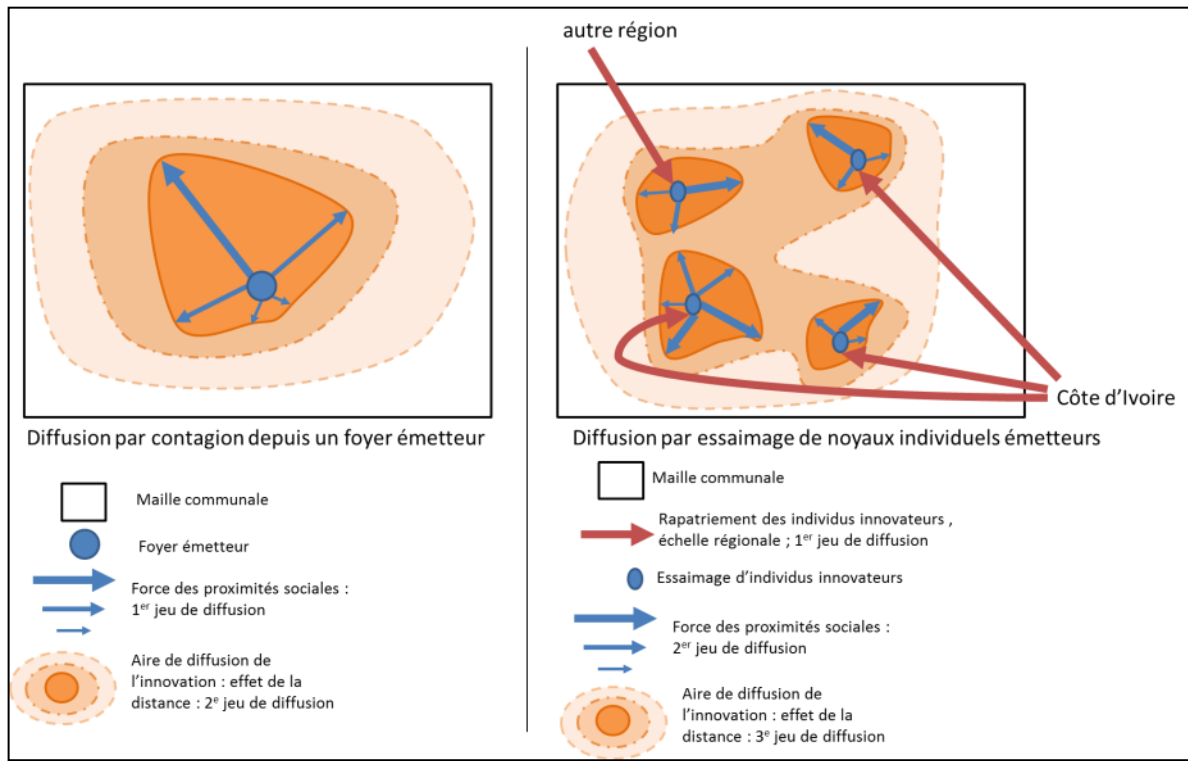 autre région
Côte d’Ivoire
Diffusion par contagion depuis un foyer émetteur
Maille communale
Foyer émetteur
Force des proximités sociales :
1er jeu de diffusion
Aire de diffusion de
l’innovation : effet de la
distance : 2e jeu de diffusion
Diffusion par essaimage de noyaux individuels émetteurs
Maille communale
Rapatriement des individus innovateurs ,
échelle régionale ; 1er jeu de diffusion
Essaimage d’individus innovateurs
Force des proximités sociales :
2er jeu de diffusion
Aire de diffusion de
l’innovation : effet de la
distance : 3e jeu de diffusion